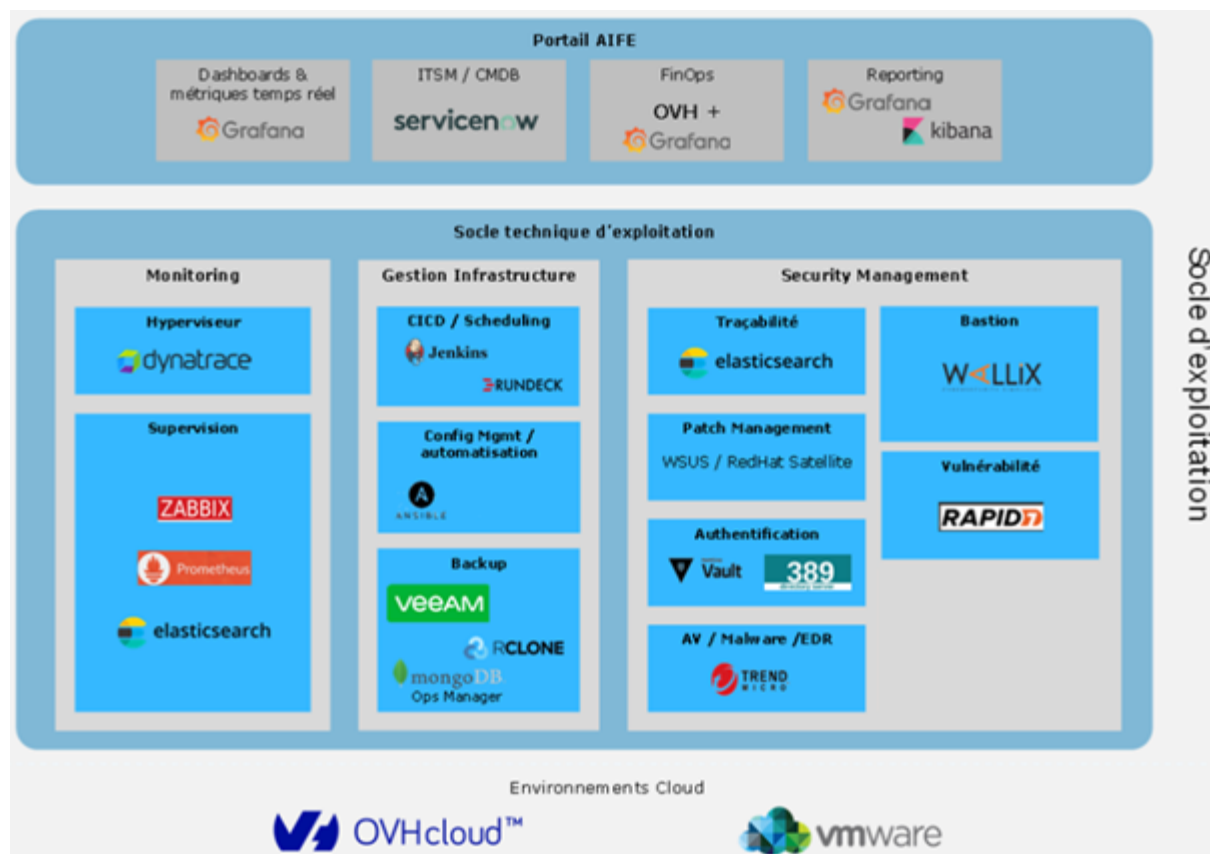 Portail AIFE
Dashboards &
métriques temps réel
Grafana
ITSM / CMDB
servicenow
FinOps
OVH +
Grafana
Reporting
Grafana
kibana
Socle technique d'exploitation
Monitoring
Hyperviseur
dynatrace
Supervision
ZABBIX
Prometheus
elasticsearch
Gestion Infrastructure
CICD / Scheduling
Jenkins
RUNDECK
Config Mgmt /
automatisation
ANSIBLE
Backup
veeam
RCLONE
mongoDB
Ops Manager
Security Management
Traçabilité
elasticsearch
Patch Management
WSUS / RedHat Satellite
Authentification
Vault
389
directory server
AV / Malware /EDR
TREND
MICRO
Bastion
WALLIX
Vulnérabilité
RAPID7
Socle d'exploitation
Environnements Cloud
OVHcloud™
vmware